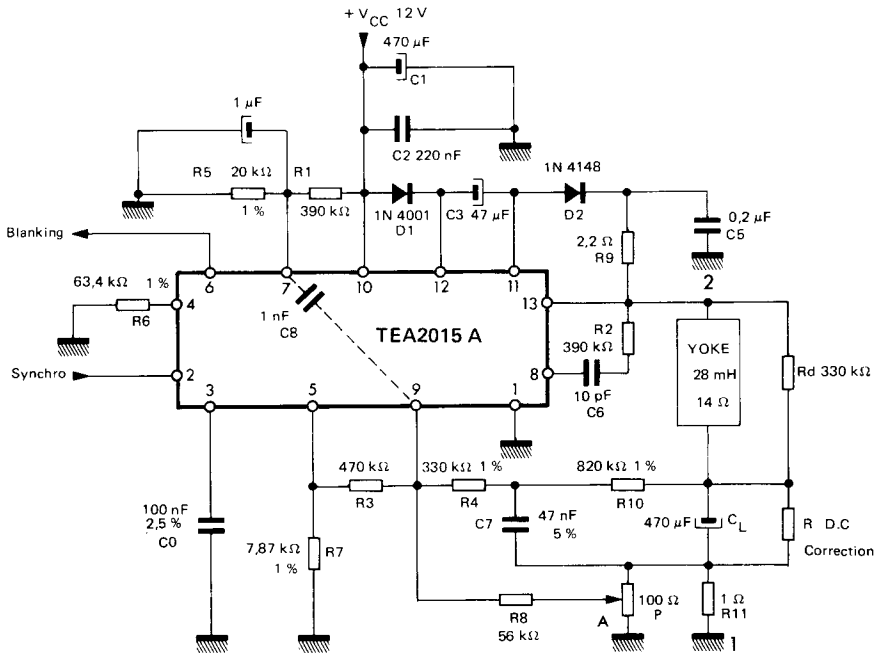 + VCC 12 V
470 µF
C1
1 µF
C2 220 nF
R5
20 kΩ
1 %
R1
390 kΩ
1N 4001
D1
C3
47 µF
1N 4148
D2
0,2 µF
C5
2,2 Ω
R9
2
Blanking
6
7
10
12
11
63,4 kΩ
1 %
R6
4
1 nF
C8
TEA2015 A
13
R2
390 kΩ
YOKE
28 mH
14 Ω
Rd 330 kΩ
Synchro
2
8
10 pF
C6
3
5
9
1
470 kΩ
R3
330 kΩ
1 %
R4
820 kΩ 1 %
R10
100 nF
2,5 %
C0
7,87 kΩ
1 %
R7
C7
47 nF
5 %
470 µF
CL
R D.C
Correction
R8
56 kΩ
A
100 Ω
P
1 Ω
R11
1